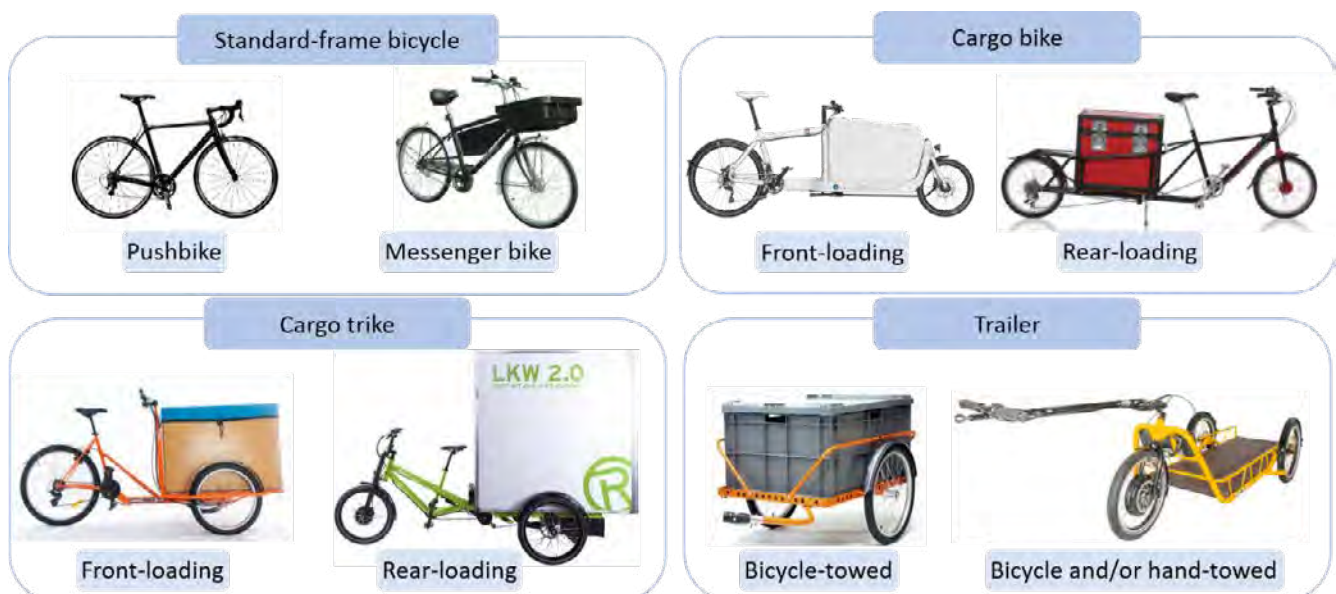 Standard-frame bicycle
Cargo bike
Pushbike
Messenger bike
Front-loading
Rear-loading
Cargo trike
Trailer
LKW 2.0
R
Front-loading
Rear-loading
Bicycle-towed
Bicycle and/or hand-towed